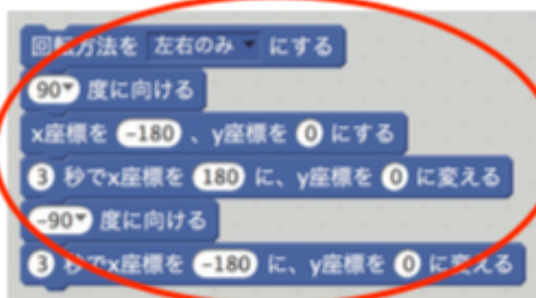 回転方法を 左右のみ にする
90 度に向ける
x座標を -180 、y座標を 0 にする
3 秒でx座標を 180 に、y座標を 0 に変える
-90 度に向ける
3 秒でx座標を -180 に、y座標を 0 に変える